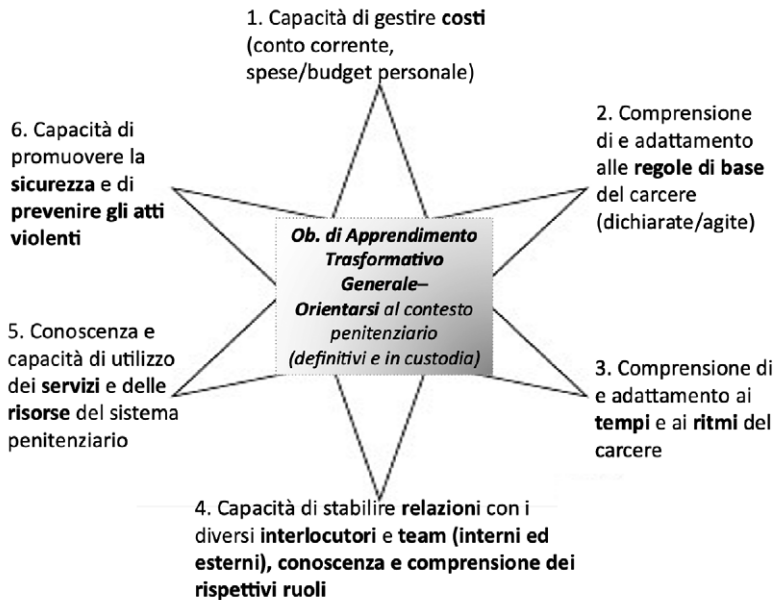 1. Capacità di gestire costi
(conto corrente,
spese/budget personale)
2. Comprensione
di e adattamento
alle regole di base
del carcere
(dichiarate/agite)
3. Comprensione di
e adattamento ai
tempi e ai ritmi del
carcere
4. Capacità di stabilire relazioni con i
diversi interlocutori e team (interni ed
esterni), conoscenza e comprensione dei
rispettivi ruoli
5. Conoscenza e
capacità di utilizzo
dei servizi e delle
risorse del sistema
penitenziario
6. Capacità di
promuovere la
sicurezza e di
prevenire gli atti
violenti
Ob. di Apprendimento
Trasformativo
Generale–
Orientarsi al contesto
penitenziario
(definitivi e in custodia)